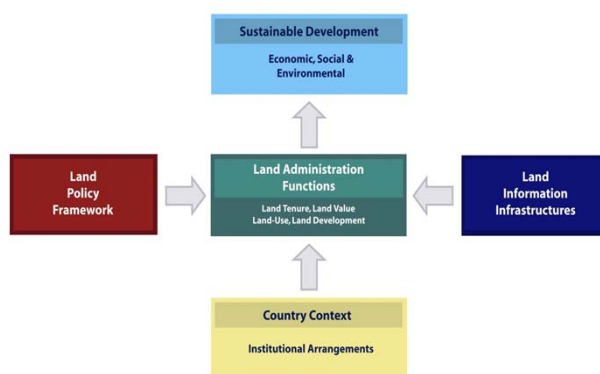 Sustainable Development
Economic, Social &
Environmental
Land
Policy
Framework
Land Administration
Functions
Land Tenure, Land Value
Land-Use, Land Development
Land
Information
Infrastructures
Country Context
Institutional Arrangements